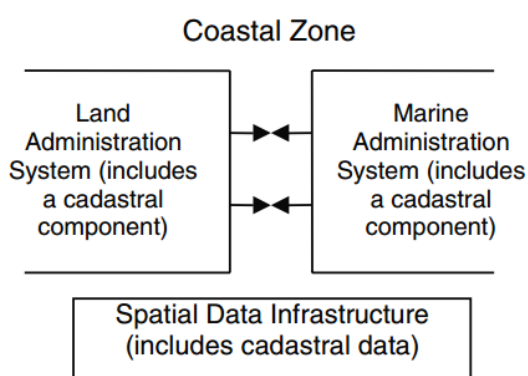 Coastal Zone
Land
Administration
System (includes
a cadastral
component)
Marine
Administration
System (includes
a cadastral
component)
Spatial Data Infrastructure
(includes cadastral data)